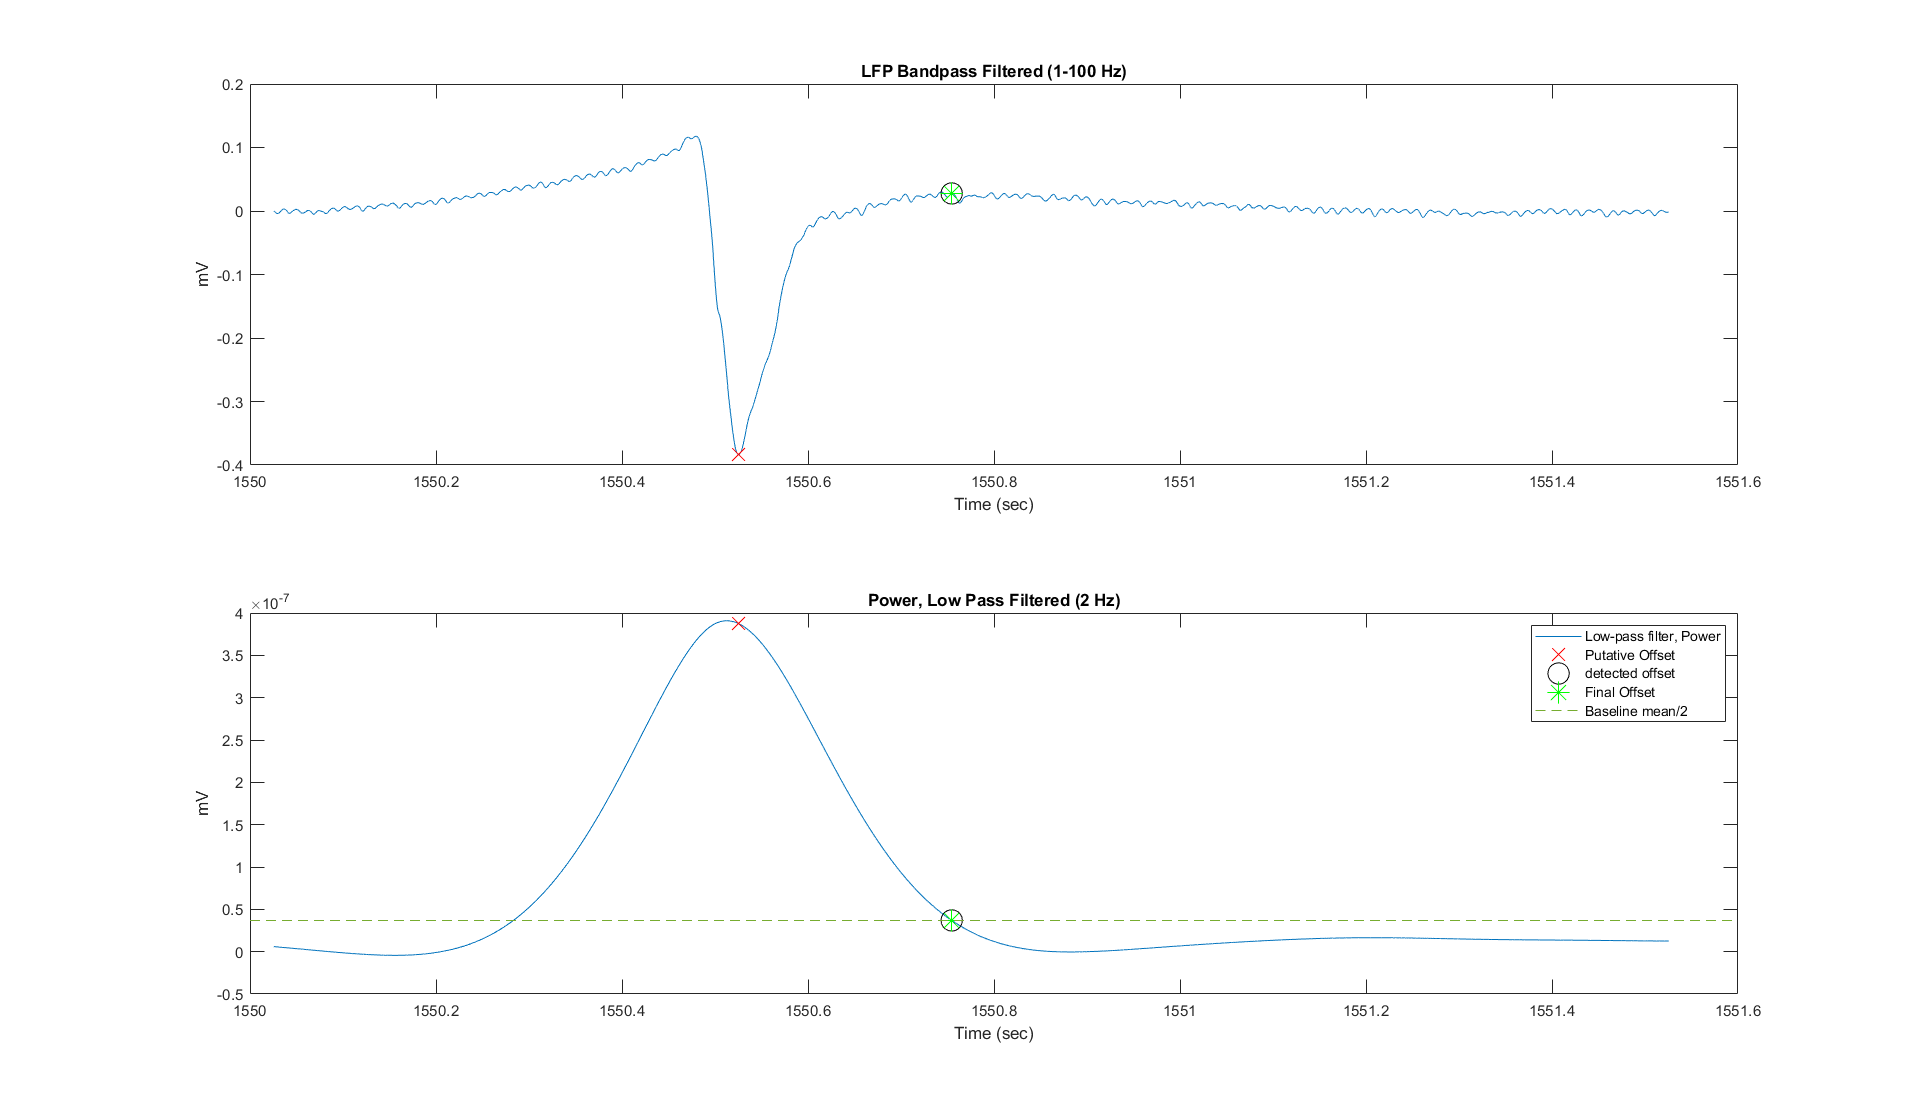 LFP Bandpass Filtered (1-100 Hz)
0.2
0.1
0
-0.1
-0.2
-0.3
-0.4
mV
1550 1550.2 1550.4 1550.6 1550.8 1551 1551.2 1551.4 1551.6
Time (sec)
Power, Low Pass Filtered (2 Hz)
×10-7
4
3.5
3
2.5
2
1.5
1
0.5
0
-0.5
mV
Low-pass filter, Power
Putative Offset
detected offset
Final Offset
Baseline mean/2
1550 1550.2 1550.4 1550.6 1550.8 1551 1551.2 1551.4 1551.6
Time (sec)